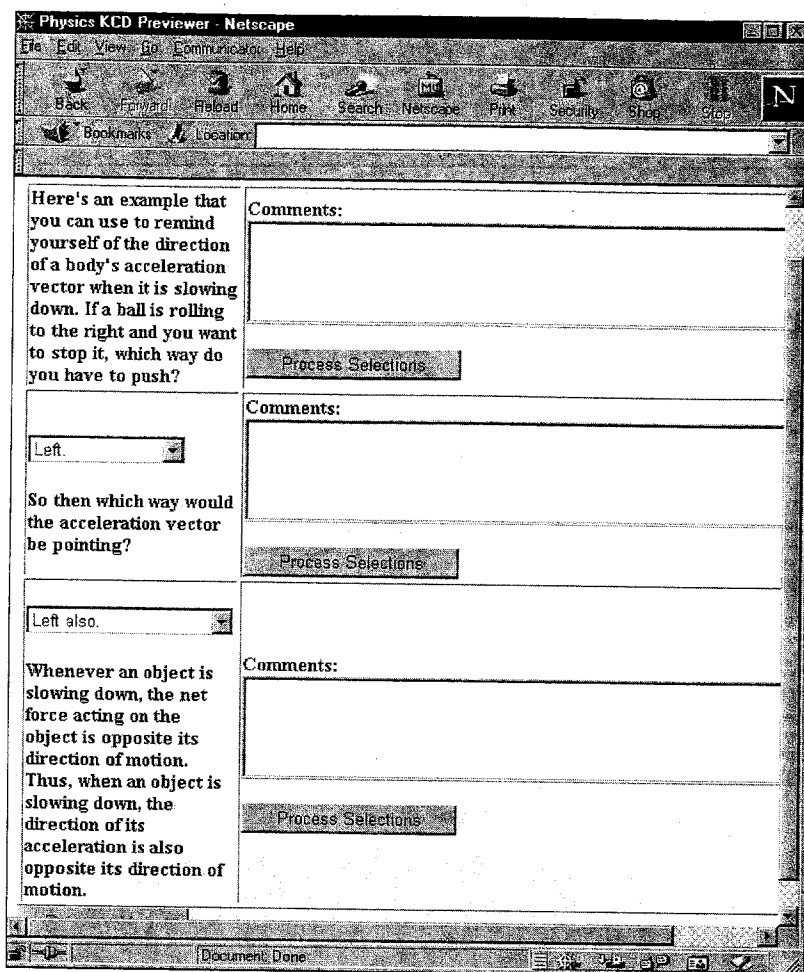 Physics KCD Previewer - Netscape
File Edit View Go Communicator Help
Back Forward Reload Home Search Netscape Print Security Shop Stop
N
Bookmarks Location:
Here's an example that
you can use to remind
yourself of the direction
of a body's acceleration
vector when it is slowing
down. If a ball is rolling
to the right and you want
to stop it, which way do
you have to push?
Comments:
Process Selections
Left.
So then which way would
the acceleration vector
be pointing?
Comments:
Process Selections
Left also.
Whenever an object is
slowing down, the net
force acting on the
object is opposite its
direction of motion.
Thus, when an object is
slowing down, the
direction of its
acceleration is also
opposite its direction of
motion.
Comments:
Process Selections
Document: Done